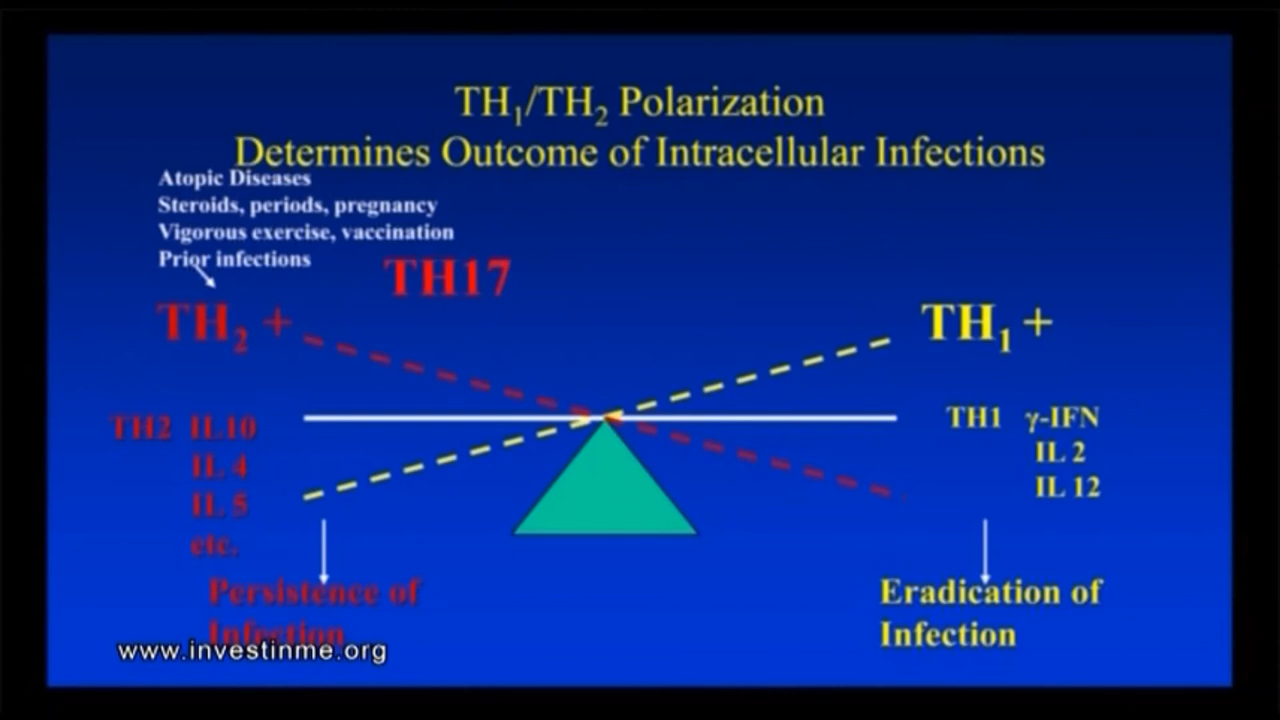 TH₁/TH₂ Polarization
Determines Outcome of Intracellular Infections
Atopic Diseases
Steroids, periods, pregnancy
Vigorous exercise, vaccination
Prior infections
TH17
TH₂ +
TH₁ +
TH2 IL10
IL 4
IL 5
etc.
TH1 γ-IFN
IL 2
IL 12
Persistence of
Infection
Eradication of
Infection
www.investinme.org